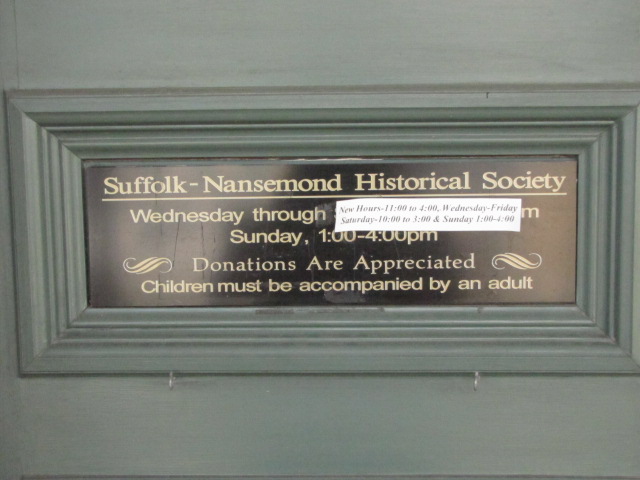 Suffolk-Nansemond Historical Society
Wednesday through
New Hours-11:00 to 4:00, Wednesday-Friday
Saturday-10:00 to 3:00 & Sunday 1:00-4:00
m
Sunday, 1:00-4:00pm
Donations Are Appreciated
Children must be accompanied by an adult